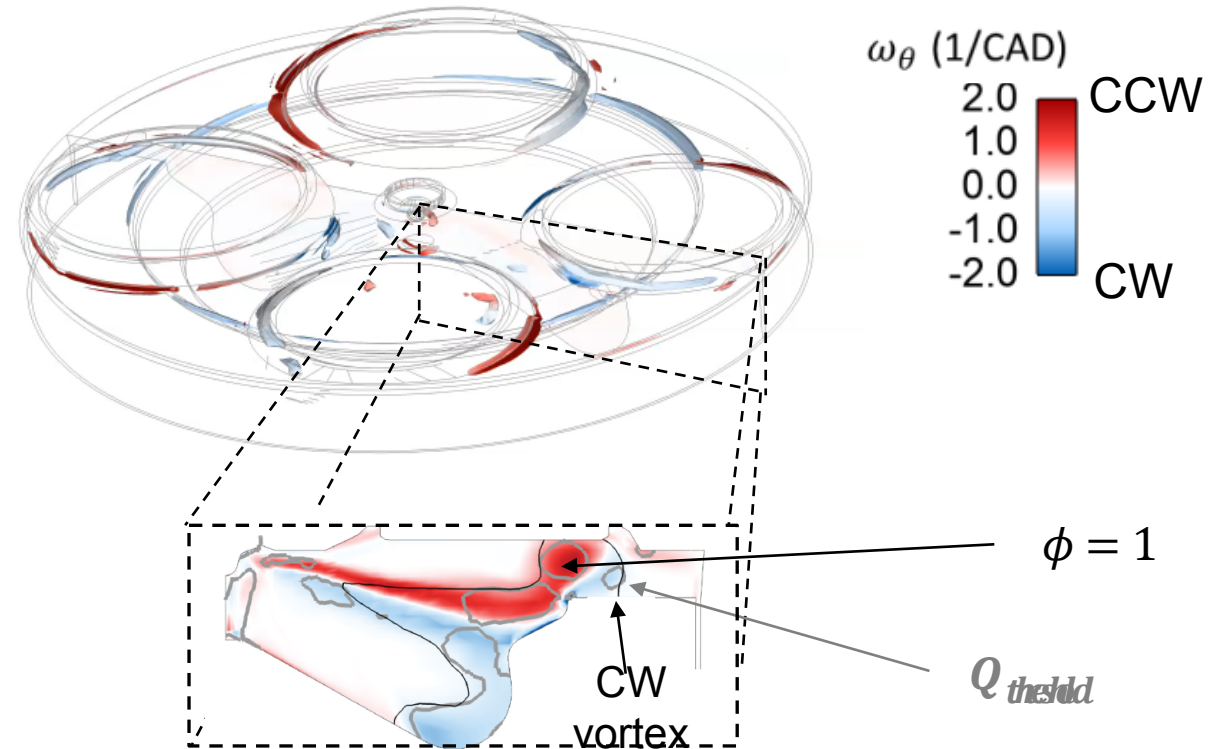 ω_θ (1/CAD)
2.0 CCW
1.0
0.0
-1.0
-2.0 CW
ϕ = 1
CW
vortex
Q